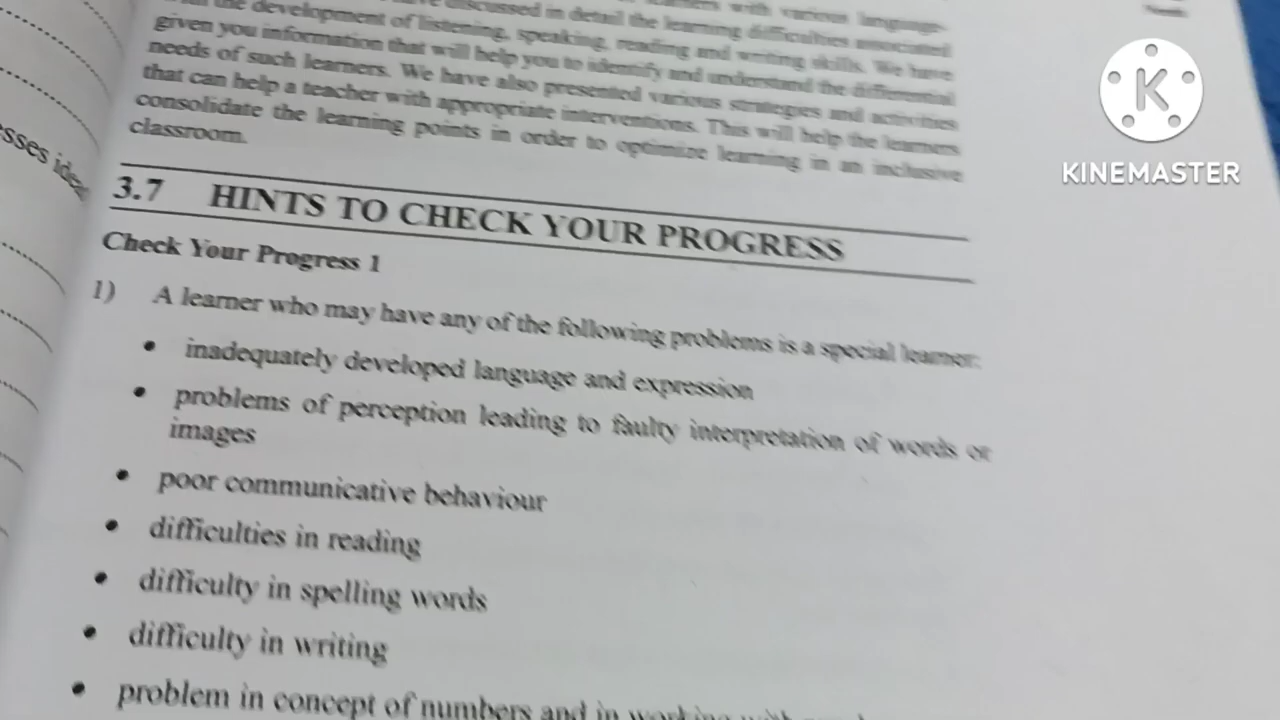 discussed in detail the learning difficulties associated
the development of listening, speaking, reading and writing skills. We have
given you information that will help you to identify and understand the differential
needs of such learners. We have also presented various strategies and activities
that can help a teacher with appropriate interventions. This will help the learners
consolidate the learning points in order to optimize learning in an inclusive
classroom.
3.7 HINTS TO CHECK YOUR PROGRESS
Check Your Progress 1
1) A learner who may have any of the following problems is a special learner:
• inadequately developed language and expression
• problems of perception leading to faulty interpretation of words or
images
• poor communicative behaviour
• difficulties in reading
• difficulty in spelling words
• difficulty in writing
• problem in concept of numbers and in working with
K
KINEMASTER